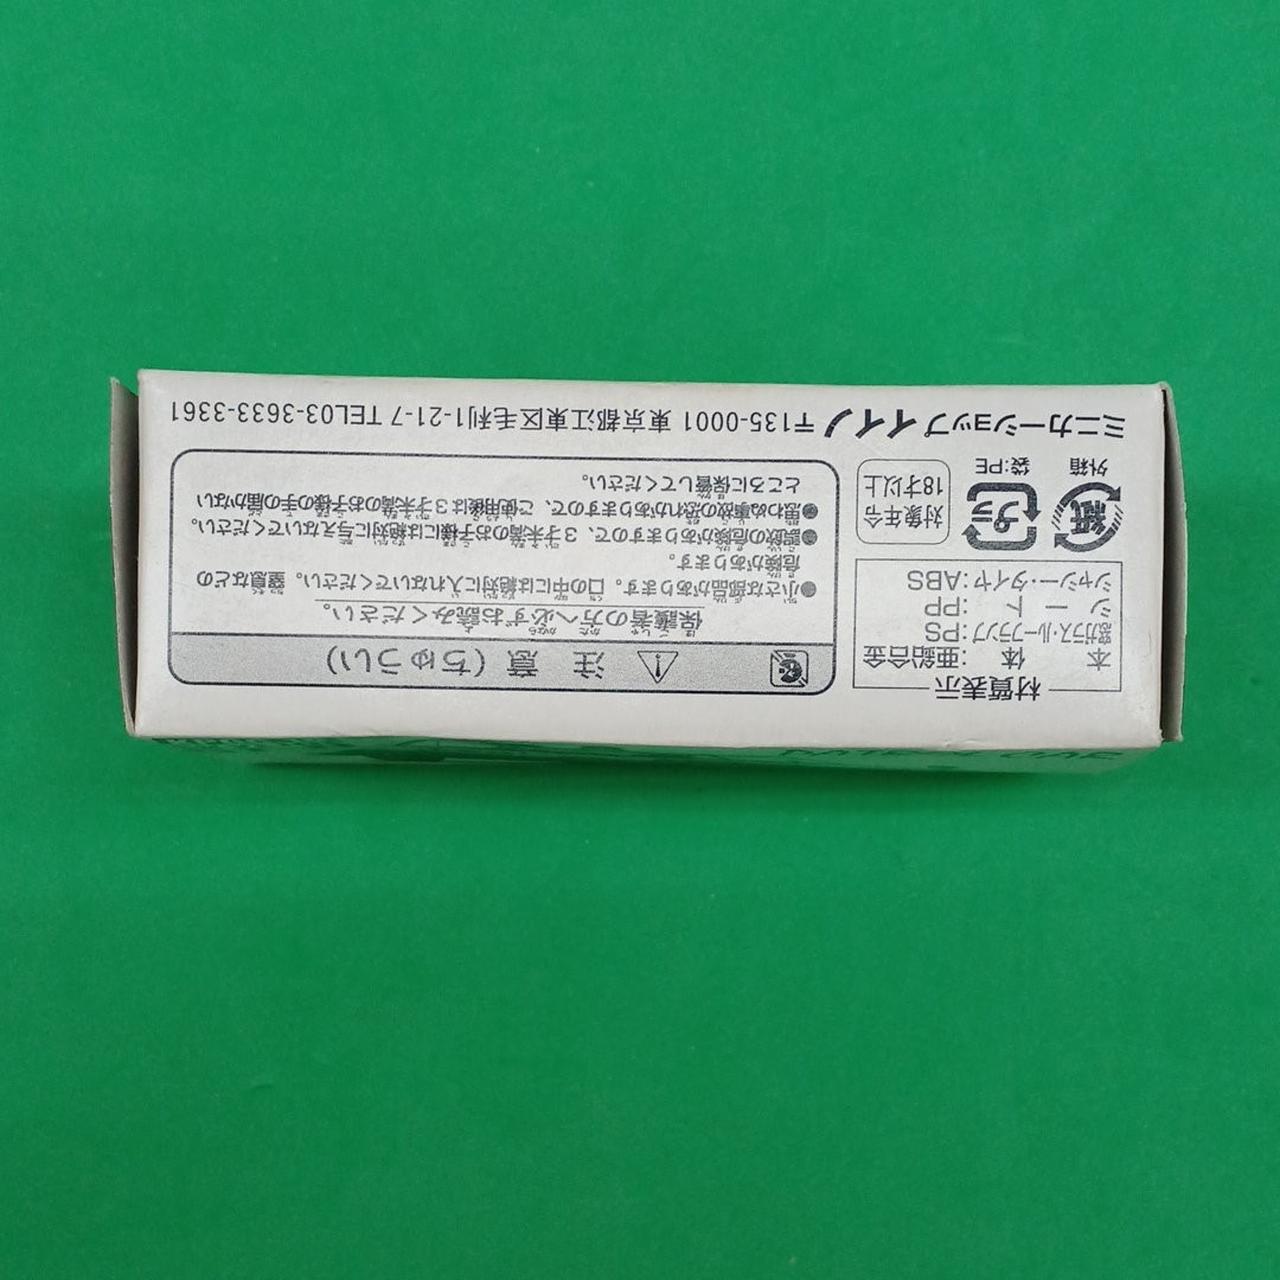 材質表示
本体:亜鉛合金
窓ガラス・ルーフランプ:PS
シート:PP
シャシー・タイヤ:ABS
紙
外箱
プラ
袋:PE
対象年令
18才以上
注意(ちゅうい)
保護者の方へ必ずお読みください。
●小さな部品があります。口の中には絶対に入れないでください。窒息などの
危険があります。
●誤飲の危険がありますので、3才未満のお子様には絶対に与えないでください。
●思わぬ事故の恐れがありますので、ご使用後は3才未満のお子様の手の届かない
ところに保管してください。
ミニカーショップイイノ 〒135-0001 東京都江東区毛利1-21-7 TEL03-3633-3361